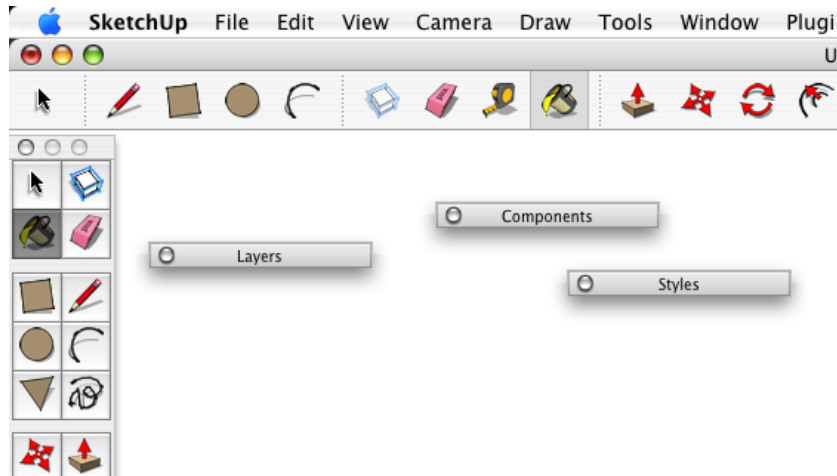 SketchUp File Edit View Camera Draw Tools Window Plugi
U
Components
Layers
Styles